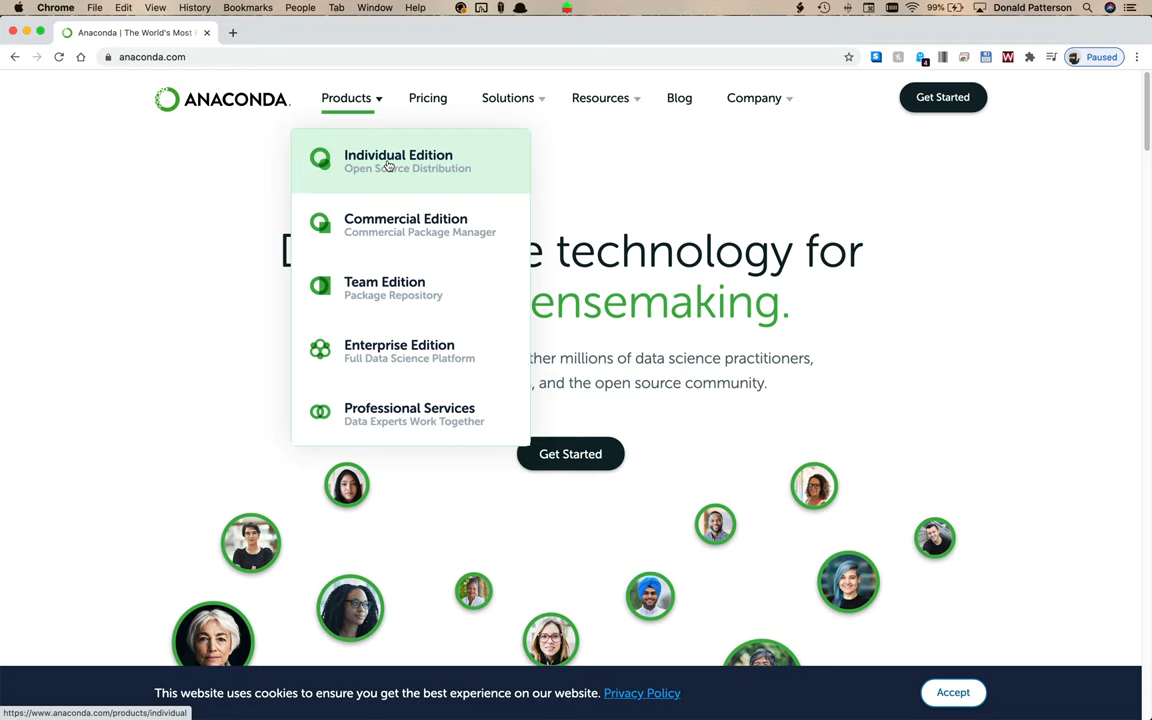 Chrome File Edit View History Bookmarks People Tab Window Help 99% Donald Patterson
Anaconda | The World's Most
anaconda.com
4
Paused
ANACONDA.
Products Pricing Solutions Resources Blog Company Get Started
Individual Edition
Open Source Distribution
Commercial Edition
Commercial Package Manager
Team Edition
Package Repository
Enterprise Edition
Full Data Science Platform
Professional Services
Data Experts Work Together
technology for
ensemaking.
ther millions of data science practitioners,
, and the open source community.
Get Started
This website uses cookies to ensure you get the best experience on our website. Privacy Policy
Accept
https://www.anaconda.com/products/individual